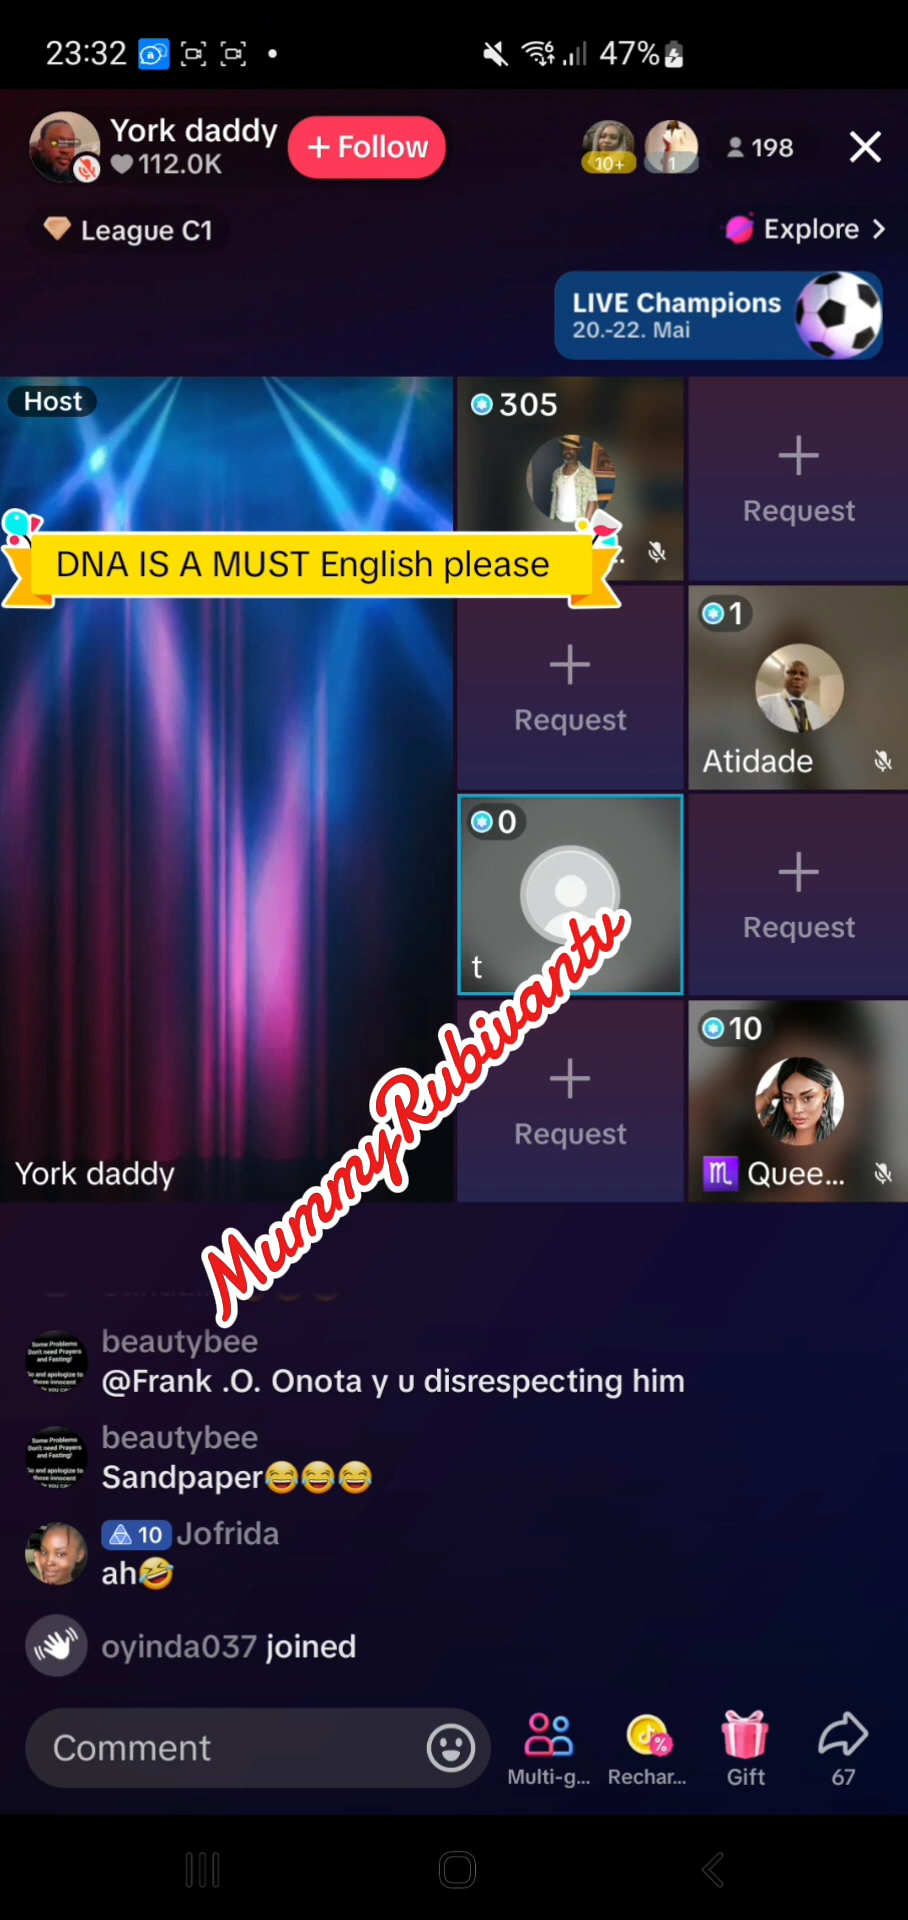 23:32
47%
York daddy
112.0K
+ Follow
10+
1
198
League C1
Explore
LIVE Champions
20.-22. Mai
Host
305
Request
DNA IS A MUST English please
Request
1
Atidade
0
t
Request
Request
10
Quee...
York daddy
MummyRubivantv
beautybee
@Frank .O. Onota y u disrespecting him
beautybee
Sandpaper😂😂😂
10 Jofrida
ah🤣
oyinda037 joined
Comment
Multi-g...
Rechar...
Gift
67